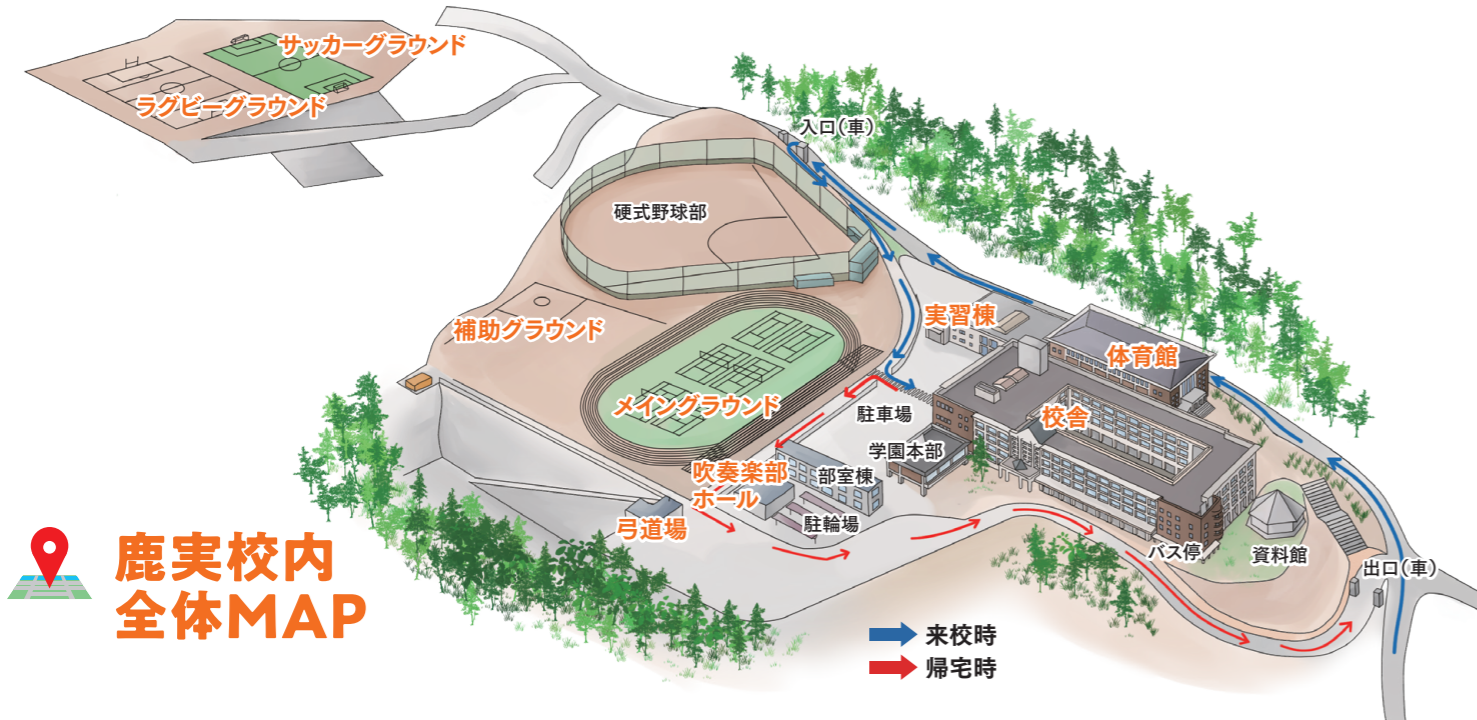 サッカーグラウンド
ラグビーグラウンド
入口(車)
硬式野球部
補助グラウンド
実習棟
体育館
メイングラウンド
駐車場
校舎
学園本部
吹奏楽部
ホール
部室棟
弓道場
駐輪場
バス停
資料館
出口(車)
鹿実校内
全体MAP
来校時
帰宅時